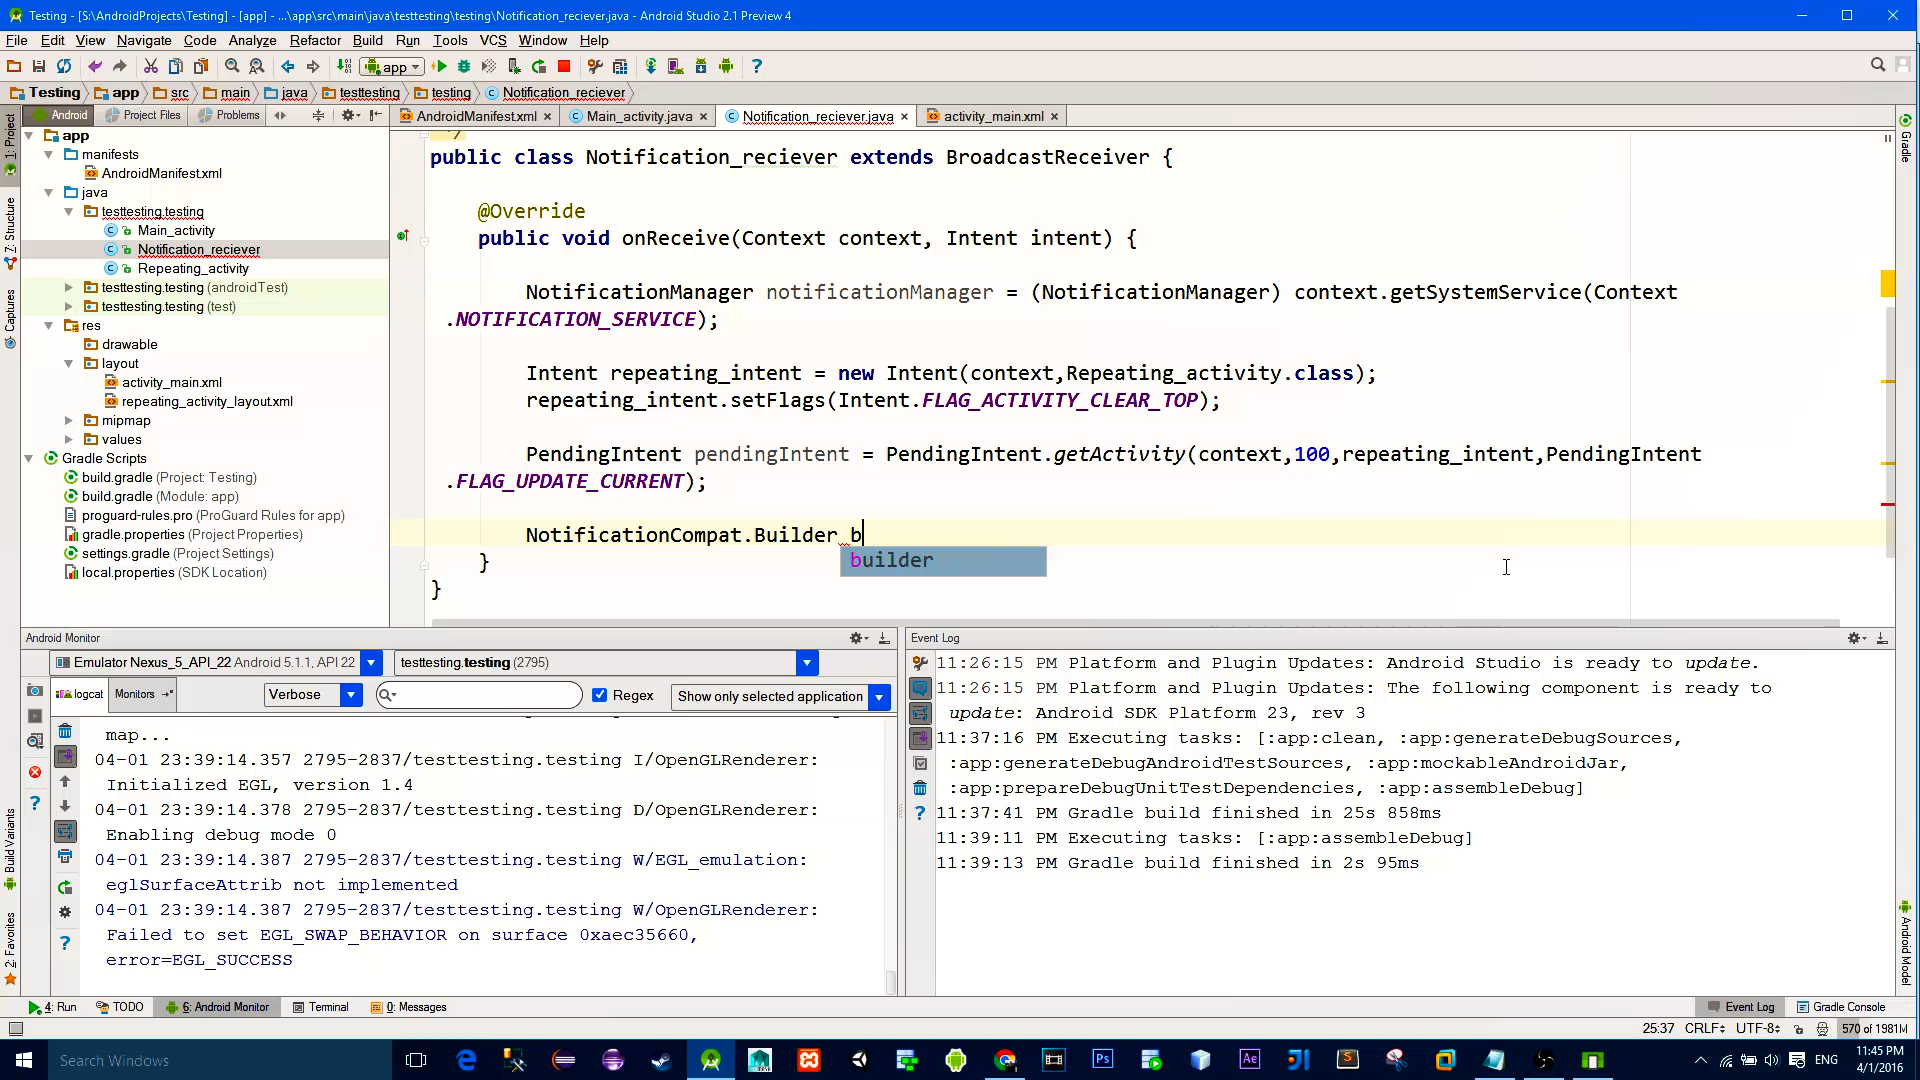 Testing - [S:\AndroidProjects\Testing] - [app] - ...\app\src\main\java\testtesting\testing\Notification_reciever.java - Android Studio 2.1 Preview 4
File Edit View Navigate Code Analyze Refactor Build Run Tools VCS Window Help
app
Testing app src main java testtesting testing Notification_reciever
Android Project Files Problems
AndroidManifest.xml Main_activity.java Notification_reciever.java activity_main.xml
1: Project
7: Structure
Captures
Build Variants
2: Favorites
Gradle
Android Model
app
manifests
AndroidManifest.xml
java
testtesting.testing
Main_activity
Notification_reciever
Repeating_activity
testtesting.testing (androidTest)
testtesting.testing (test)
res
drawable
layout
activity_main.xml
repeating_activity_layout.xml
mipmap
values
Gradle Scripts
build.gradle (Project: Testing)
build.gradle (Module: app)
proguard-rules.pro (ProGuard Rules for app)
gradle.properties (Project Properties)
settings.gradle (Project Settings)
local.properties (SDK Location)
*/
public class Notification_reciever extends BroadcastReceiver {
@Override
public void onReceive(Context context, Intent intent) {
NotificationManager notificationManager = (NotificationManager) context.getSystemService(Context
.NOTIFICATION_SERVICE);
Intent repeating_intent = new Intent(context,Repeating_activity.class);
repeating_intent.setFlags(Intent.FLAG_ACTIVITY_CLEAR_TOP);
PendingIntent pendingIntent = PendingIntent.getActivity(context,100,repeating_intent,PendingIntent
.FLAG_UPDATE_CURRENT);
NotificationCompat.Builder b
builder
}
}
Android Monitor
Emulator Nexus_5_API_22 Android 5.1.1, API 22 testtesting.testing (2795)
logcat Monitors Verbose Regex Show only selected application
map...
04-01 23:39:14.357 2795-2837/testtesting.testing I/OpenGLRenderer:
Initialized EGL, version 1.4
04-01 23:39:14.378 2795-2837/testtesting.testing D/OpenGLRenderer:
Enabling debug mode 0
04-01 23:39:14.387 2795-2837/testtesting.testing W/EGL_emulation:
eglSurfaceAttrib not implemented
04-01 23:39:14.387 2795-2837/testtesting.testing W/OpenGLRenderer:
Failed to set EGL_SWAP_BEHAVIOR on surface 0xaec35660,
error=EGL_SUCCESS
Event Log
11:26:15 PM Platform and Plugin Updates: Android Studio is ready to update.
11:26:15 PM Platform and Plugin Updates: The following component is ready to
update: Android SDK Platform 23, rev 3
11:37:16 PM Executing tasks: [:app:clean, :app:generateDebugSources,
:app:generateDebugAndroidTestSources, :app:mockableAndroidJar,
:app:prepareDebugUnitTestDependencies, :app:assembleDebug]
11:37:41 PM Gradle build finished in 25s 858ms
11:39:11 PM Executing tasks: [:app:assembleDebug]
11:39:13 PM Gradle build finished in 2s 95ms
4: Run TODO 6: Android Monitor Terminal 0: Messages Event Log Gradle Console
25:37 CRLF UTF-8 570 of 1981M
Search Windows
ENG
11:45 PM
4/1/2016